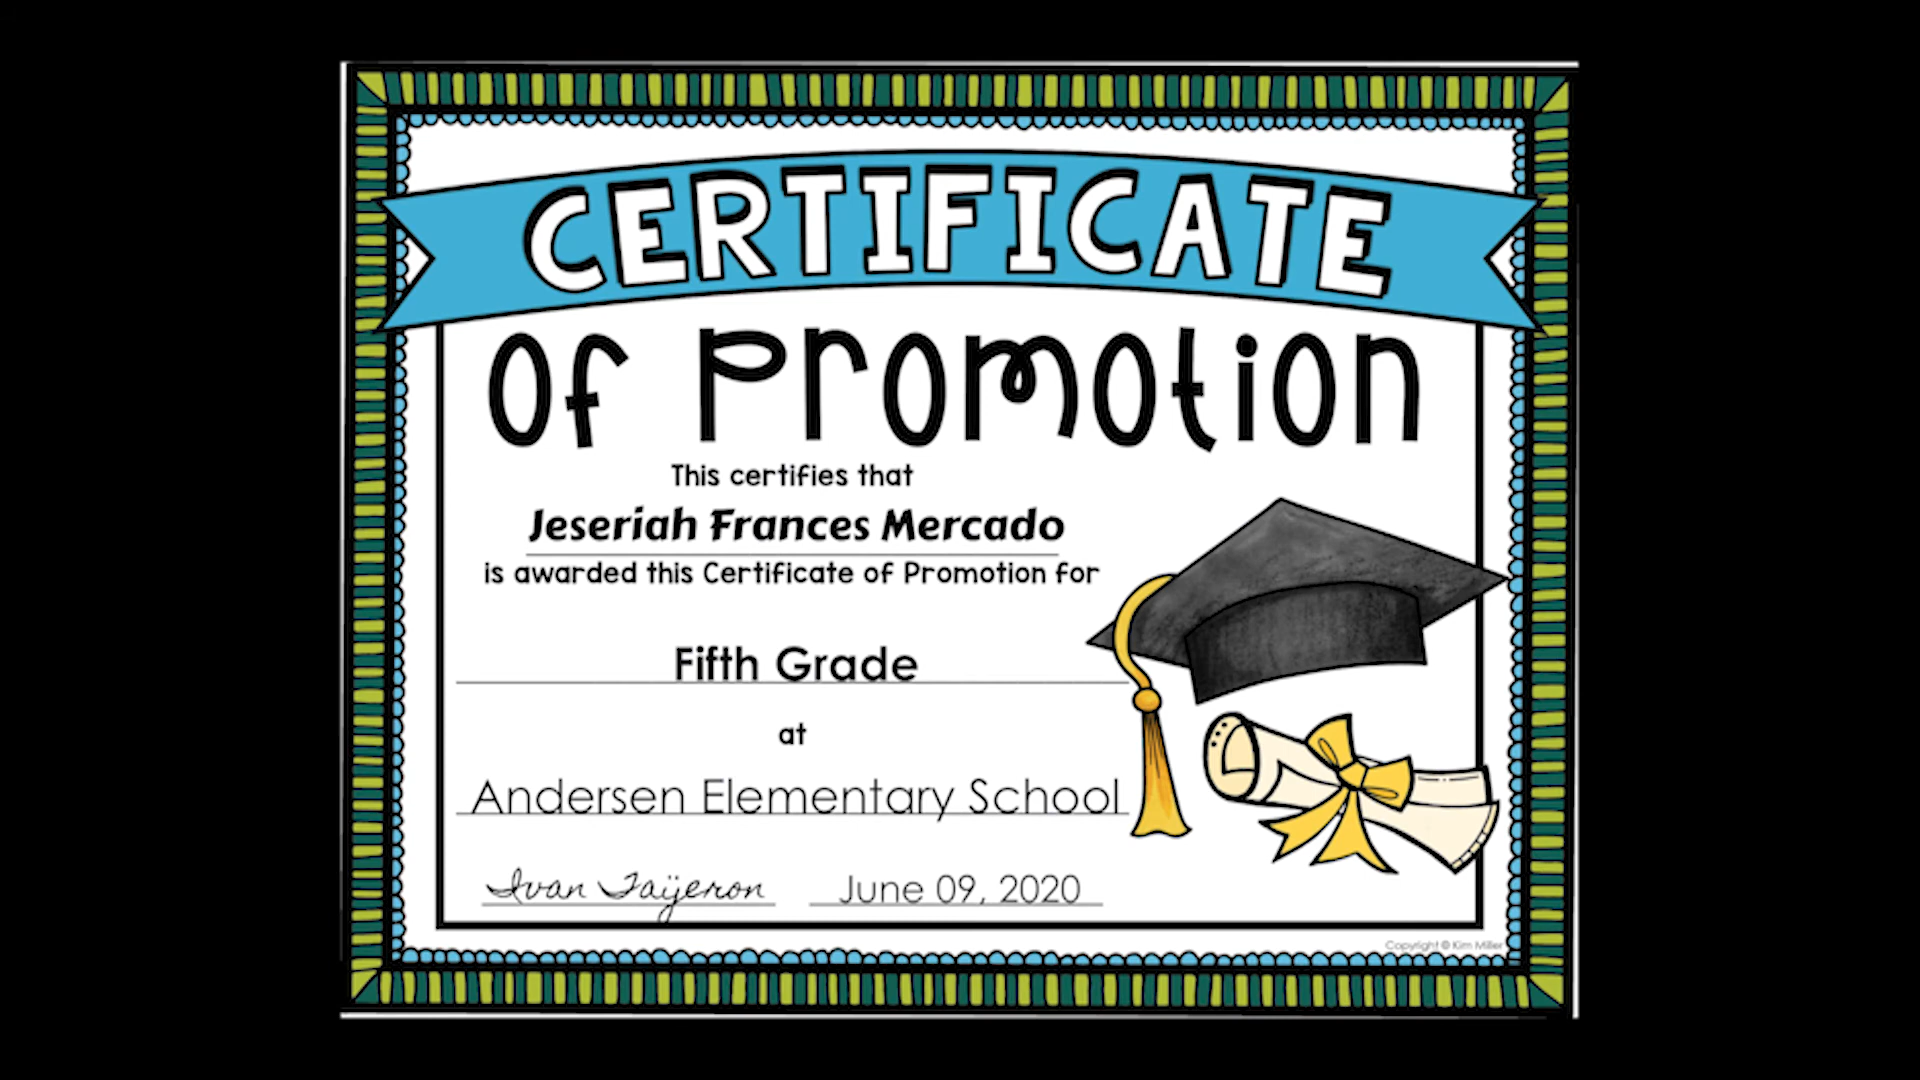 CERTIFICATE
OF Promotion
This certifies that
Jeseriah Frances Mercado
is awarded this Certificate of Promotion for
Fifth Grade
at
Andersen Elementary School
Ivan Taijeron June 09, 2020
Copyright © Kim Miller